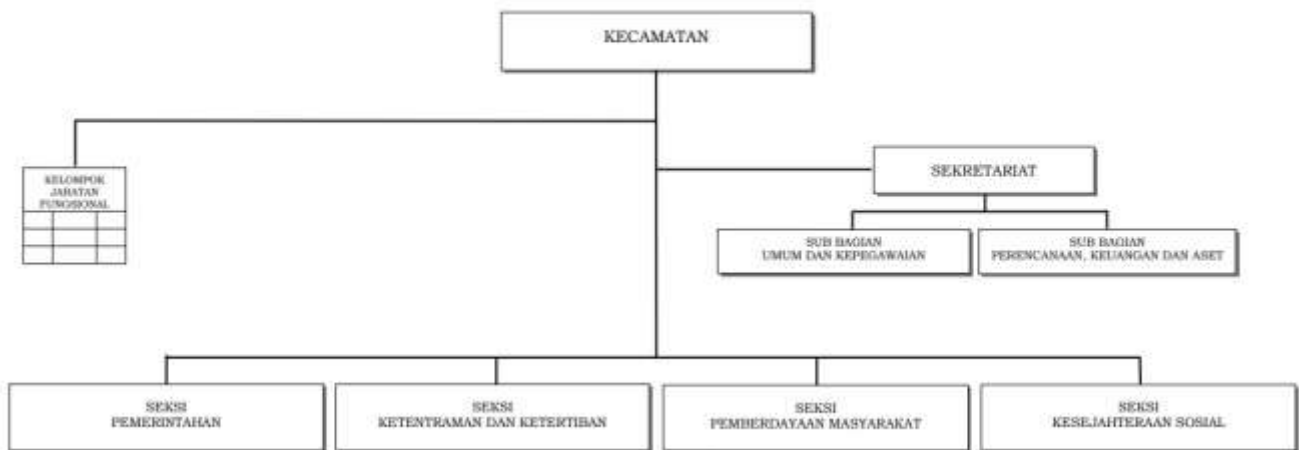 KECAMATAN
SEKRETARIAT
KELOMPOK
JABATAN
FUNGSIONAL
SUB BAGIAN
UMUM DAN KEPEGAWAIAN
SUB BAGIAN
PERENCANAAN, KEUANGAN DAN ASET
SEKSI
PEMERINTAHAN
SEKSI
KETENTRAMAN DAN KETERTIBAN
SEKSI
PEMBERDAYAAN MASYARAKAT
SEKSI
KESEJAHTERAAN SOSIAL